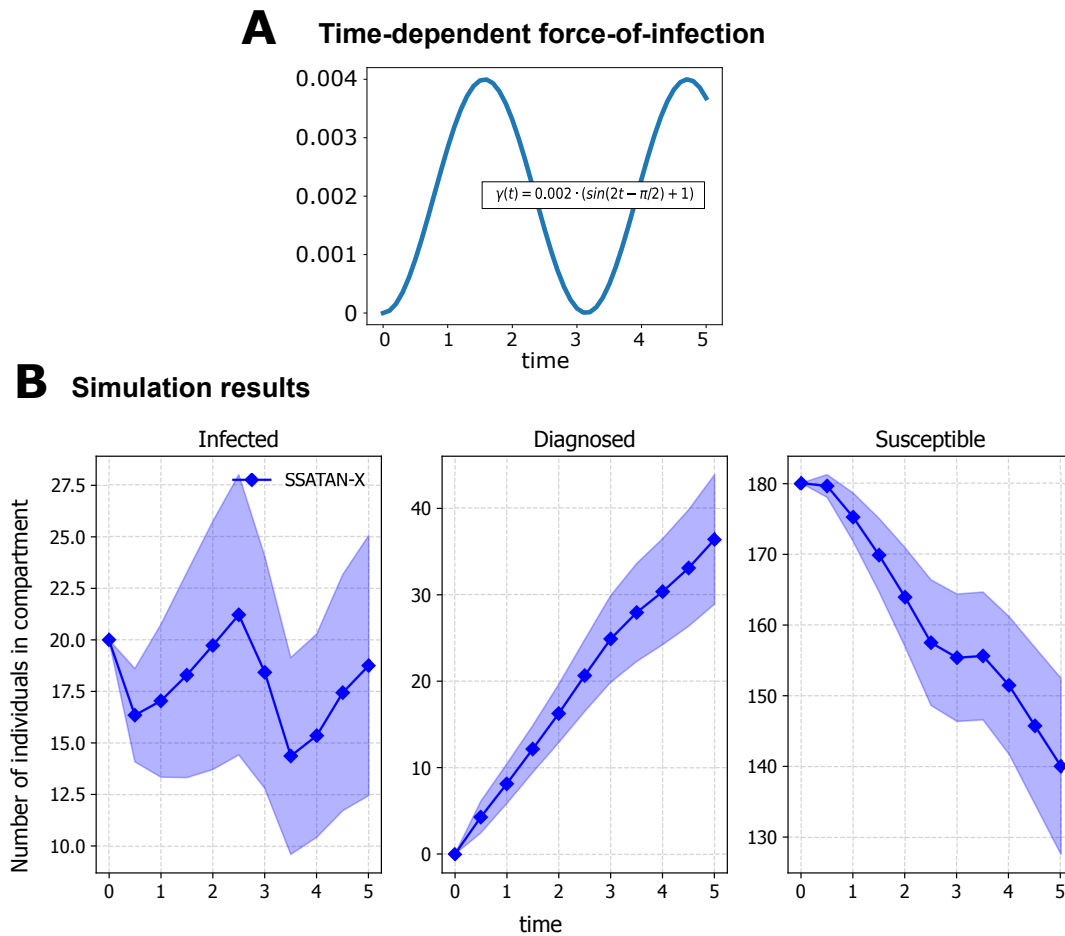 A Time-dependent force-of-infection
0.004
0.003
0.002
0.001
0
γ(t) = 0.002 · (sin(2t − π/2) + 1)
0 1 2 3 4 5
time
B Simulation results
Number of individuals in compartment
Infected
SSATAN-X
27.5
25.0
22.5
20.0
17.5
15.0
12.5
10.0
0 1 2 3 4 5
Diagnosed
40
30
20
10
0
0 1 2 3 4 5
time
Susceptible
180
170
160
150
140
130
0 1 2 3 4 5